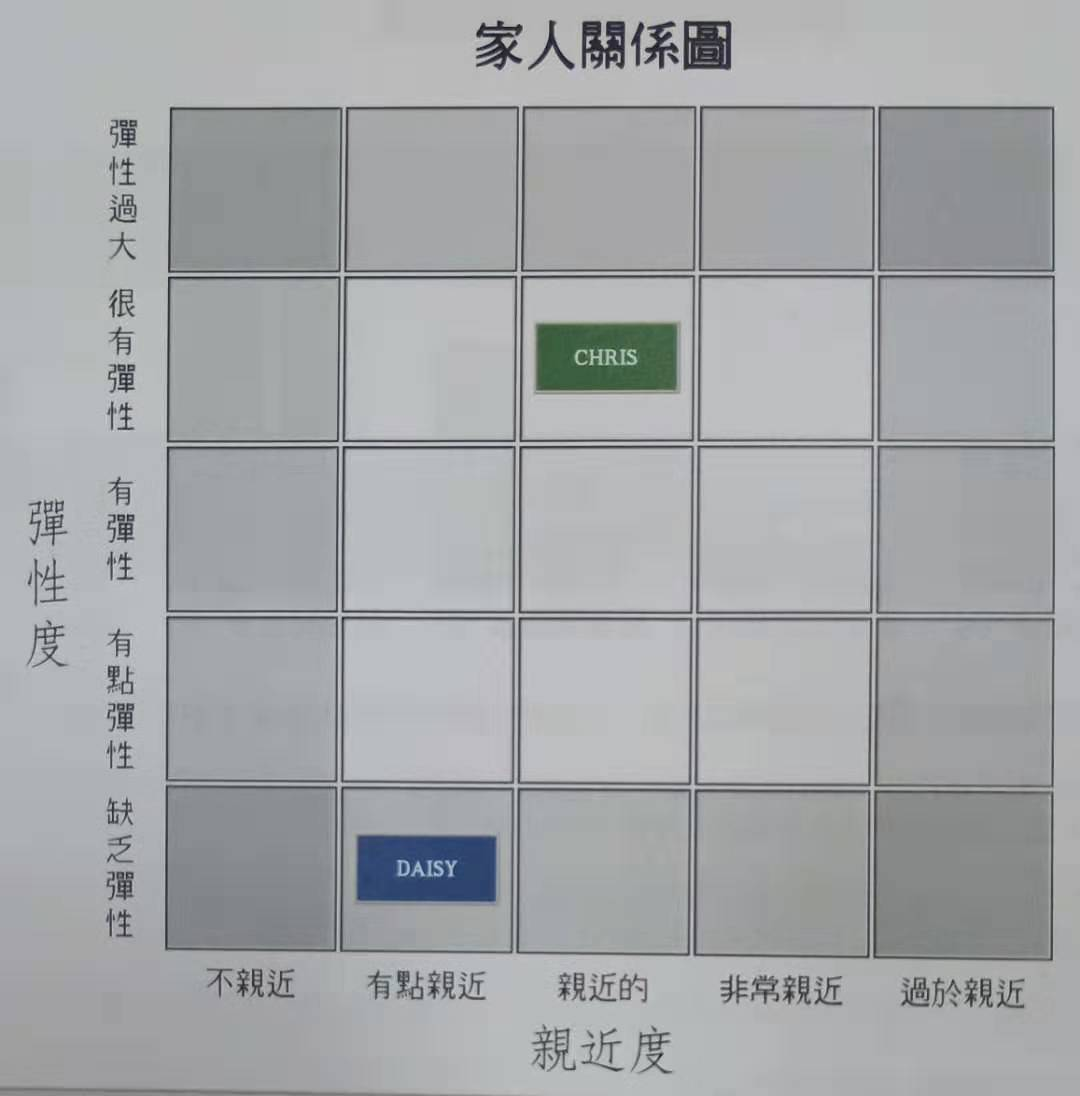 家人關係圖
彈性過大
很有彈性
CHRIS
有彈性
彈性度
有點彈性
缺乏彈性
DAISY
不親近
有點親近
親近的
非常親近
過於親近
親近度